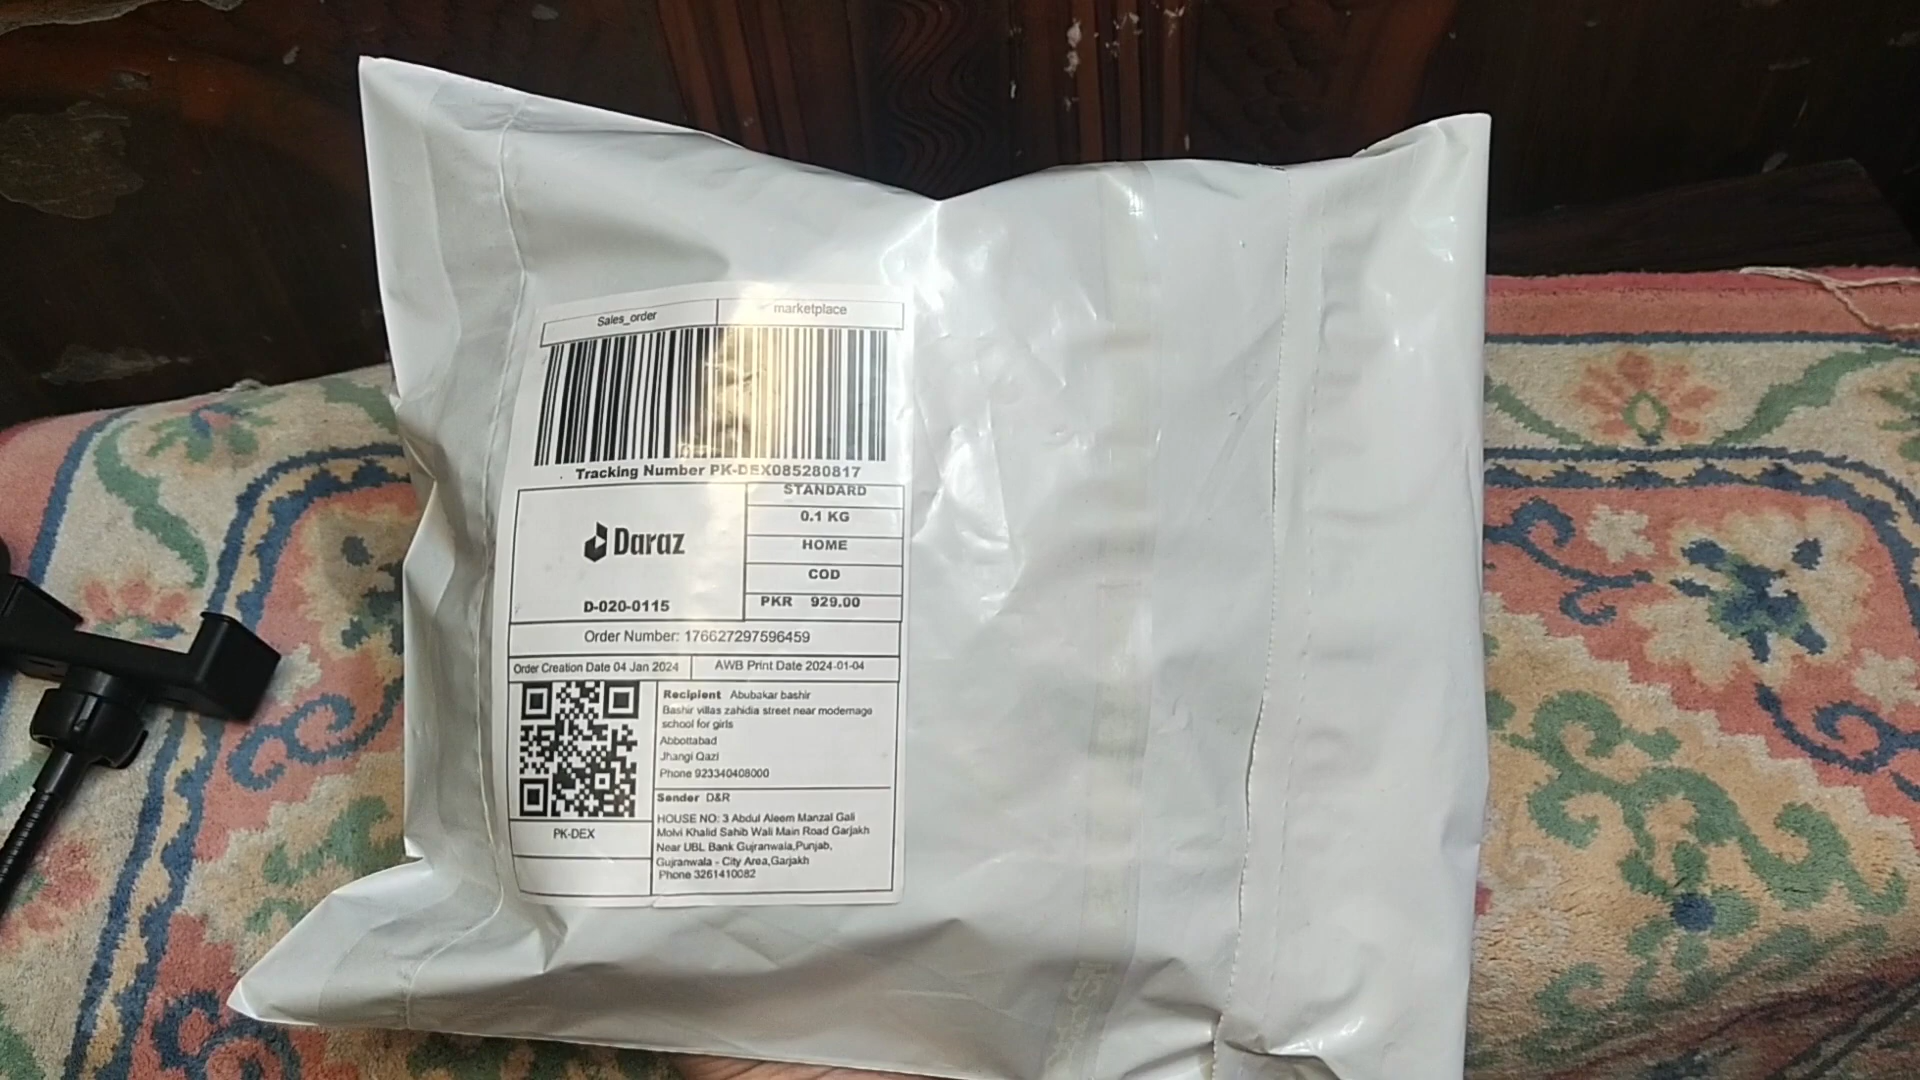 Sales_order
marketplace
Tracking Number PK-DEX085280817
Daraz
D-020-0115
STANDARD
0.1 KG
HOME
COD
PKR 929.00
Order Number: 176627297596459
Order Creation Date 04 Jan 2024
AWB Print Date 2024-01-04
PK-DEX
Recipient Abubakar bashir
Bashir villas zahidia street near modernage
school for girls
Abbottabad
Jhangi Qazi
Phone 923340408000
Sender D&R
HOUSE NO: 3 Abdul Aleem Manzal Gali
Molvi Khalid Sahib Wali Main Road Garjakh
Near UBL Bank Gujranwala,Punjab,
Gujranwala - City Area,Garjakh
Phone 3261410082